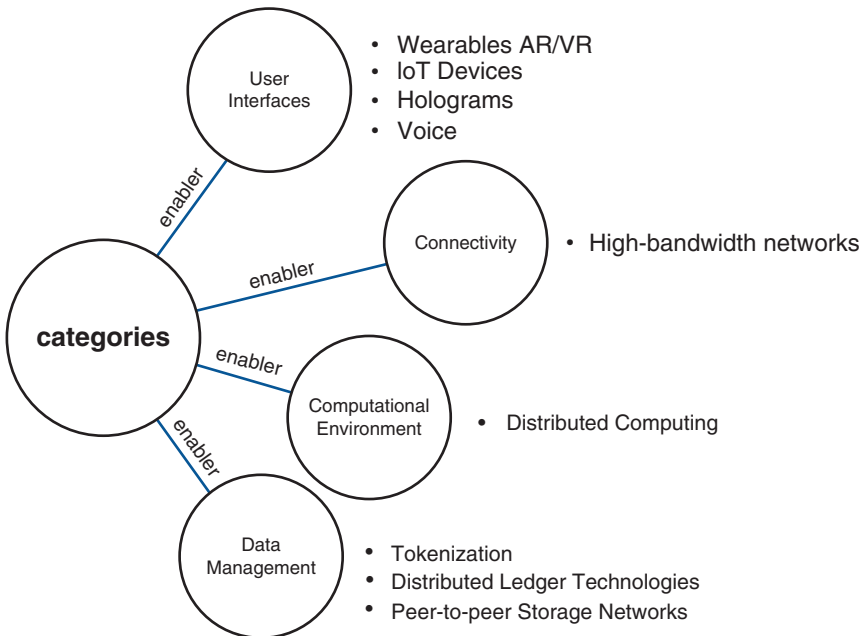 User
Interfaces
• Wearables AR/VR
• IoT Devices
• Holograms
• Voice
enabler
Connectivity
• High-bandwidth networks
enabler
categories
enabler
Computational
Environment
• Distributed Computing
enabler
Data
Management
• Tokenization
• Distributed Ledger Technologies
• Peer-to-peer Storage Networks